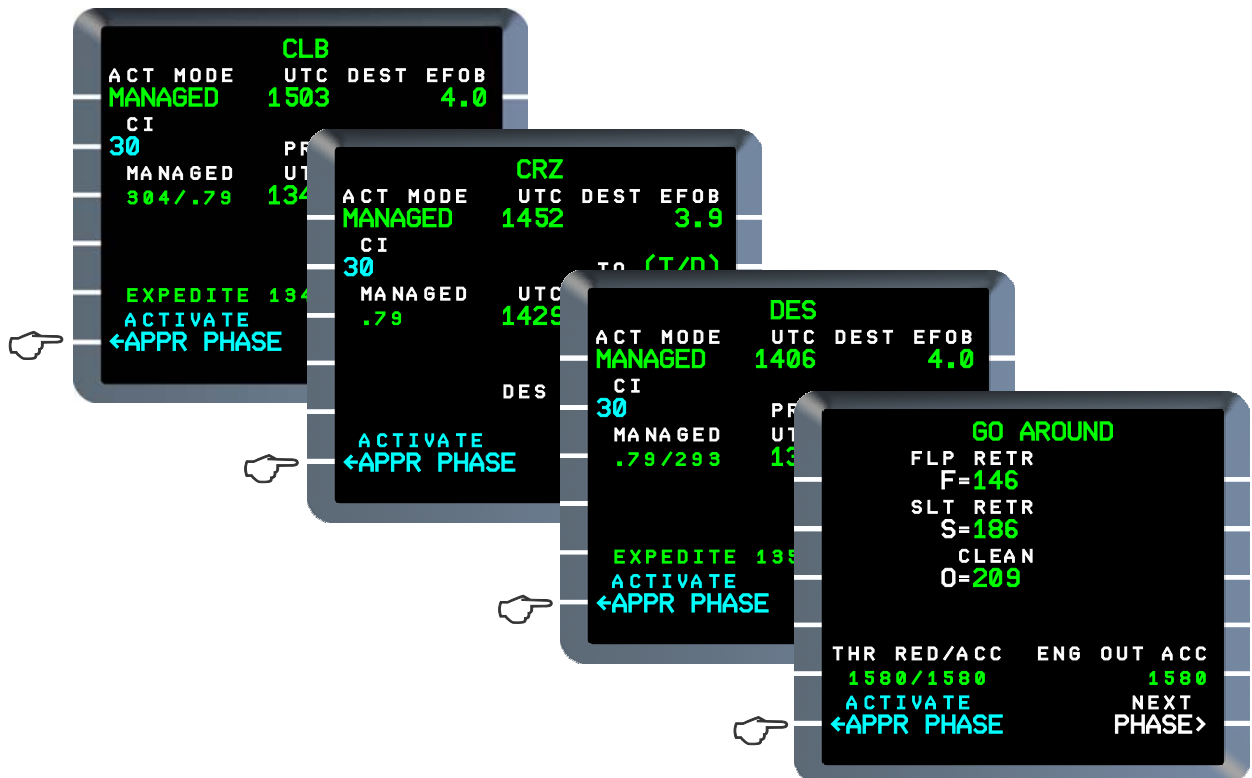 CLB
ACT MODE UTC DEST EFOB
MANAGED 1503 4.0
CI
30
MANAGED
304/.79
EXPEDITE
ACTIVATE
←APPR PHASE
CRZ
ACT MODE UTC DEST EFOB
MANAGED 1452 3.9
CI
30 TO (T/D)
MANAGED UTC
.79 1429
DES
ACTIVATE
←APPR PHASE
DES
ACT MODE UTC DEST EFOB
MANAGED 1406 4.0
CI
30
MANAGED
.79/293
EXPEDITE
ACTIVATE
←APPR PHASE
GO AROUND
FLP RETR
F=146
SLT RETR
S=186
CLEAN
O=209
THR RED/ACC ENG OUT ACC
1580/1580 1580
ACTIVATE NEXT
←APPR PHASE PHASE>